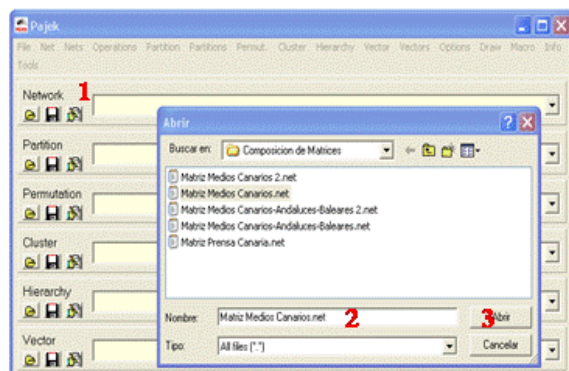 Pajek
File Net Nets Operations Partition Partitions Permut. Cluster Hierarchy Vector Vectors Options Draw Macro Info
Tools
Network 1
Partition
Permutation
Cluster
Hierarchy
Vector
Abrir
Buscar en: Composicion de Matrices
Matriz Medios Canarios 2.net
Matriz Medios Canarios.net
Matriz Medios Canarios-Andaluces-Baleares 2.net
Matriz Medios Canarios-Andaluces-Baleares.net
Matriz Prensa Canaria.net
Nombre: Matriz Medios Canarios.net 2 3 Abrir
Tipo: All files (*.*) Cancelar